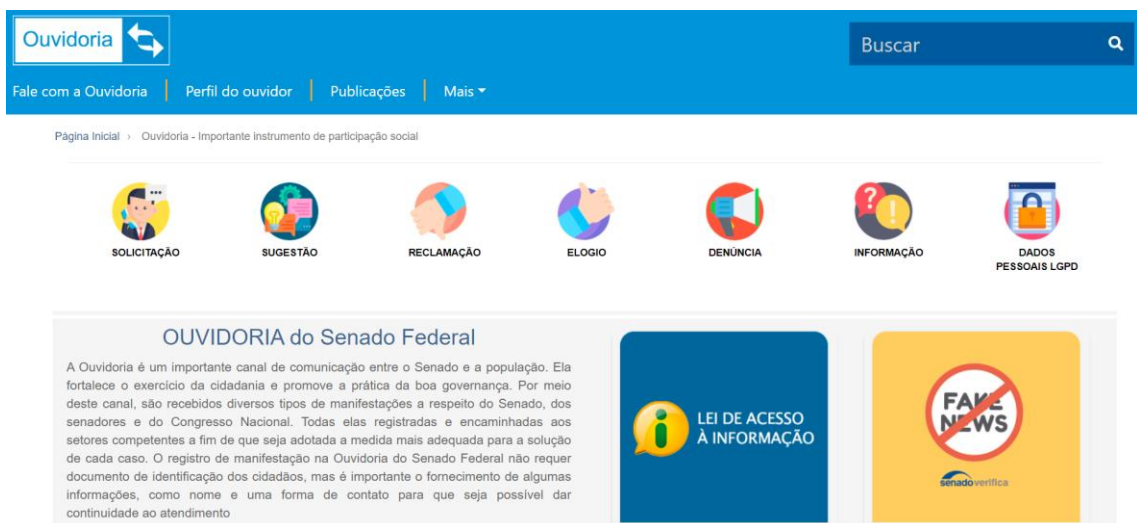 Ouvidoria
Buscar
Fale com a Ouvidoria
Perfil do ouvidor
Publicações
Mais
Página Inicial › Ouvidoria - Importante instrumento de participação social
SOLICITAÇÃO
SUGESTÃO
RECLAMAÇÃO
ELOGIO
DENÚNCIA
INFORMAÇÃO
DADOS
PESSOAIS LGPD
OUVIDORIA do Senado Federal
A Ouvidoria é um importante canal de comunicação entre o Senado e a população. Ela
fortalece o exercício da cidadania e promove a prática da boa governança. Por meio
deste canal, são recebidos diversos tipos de manifestações a respeito do Senado, dos
senadores e do Congresso Nacional. Todas elas registradas e encaminhadas aos
setores competentes a fim de que seja adotada a medida mais adequada para a solução
de cada caso. O registro de manifestação na Ouvidoria do Senado Federal não requer
documento de identificação dos cidadãos, mas é importante o fornecimento de algumas
informações, como nome e uma forma de contato para que seja possível dar
continuidade ao atendimento
LEI DE ACESSO
À INFORMAÇÃO
FAKE
NEWS
senado verifica